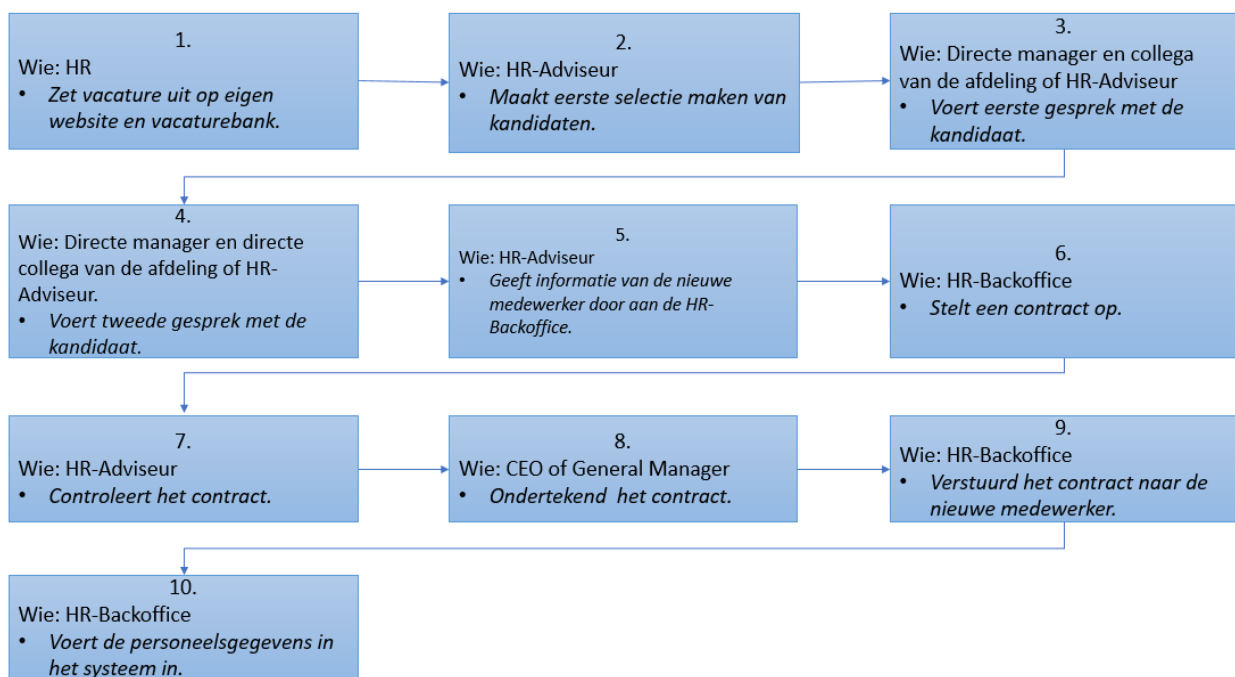 1.
Wie: HR
• Zet vacature uit op eigen
website en vacaturebank.
2.
Wie: HR-Adviseur
• Maakt eerste selectie maken van
kandidaten.
3.
Wie: Directe manager en collega
van de afdeling of HR-Adviseur
• Voert eerste gesprek met de
kandidaat.
4.
Wie: Directe manager en directe
collega van de afdeling of HR-
Adviseur.
• Voert tweede gesprek met de
kandidaat.
5.
Wie: HR-Adviseur
• Geeft informatie van de nieuwe
medewerker door aan de HR-
Backoffice.
6.
Wie: HR-Backoffice
• Stelt een contract op.
7.
Wie: HR-Adviseur
• Controleert het contract.
8.
Wie: CEO of General Manager
• Ondertekend  het contract.
9.
Wie: HR-Backoffice
• Verstuurd het contract naar de
nieuwe medewerker.
10.
Wie: HR-Backoffice
• Voert de personeelsgegevens in
het systeem in.